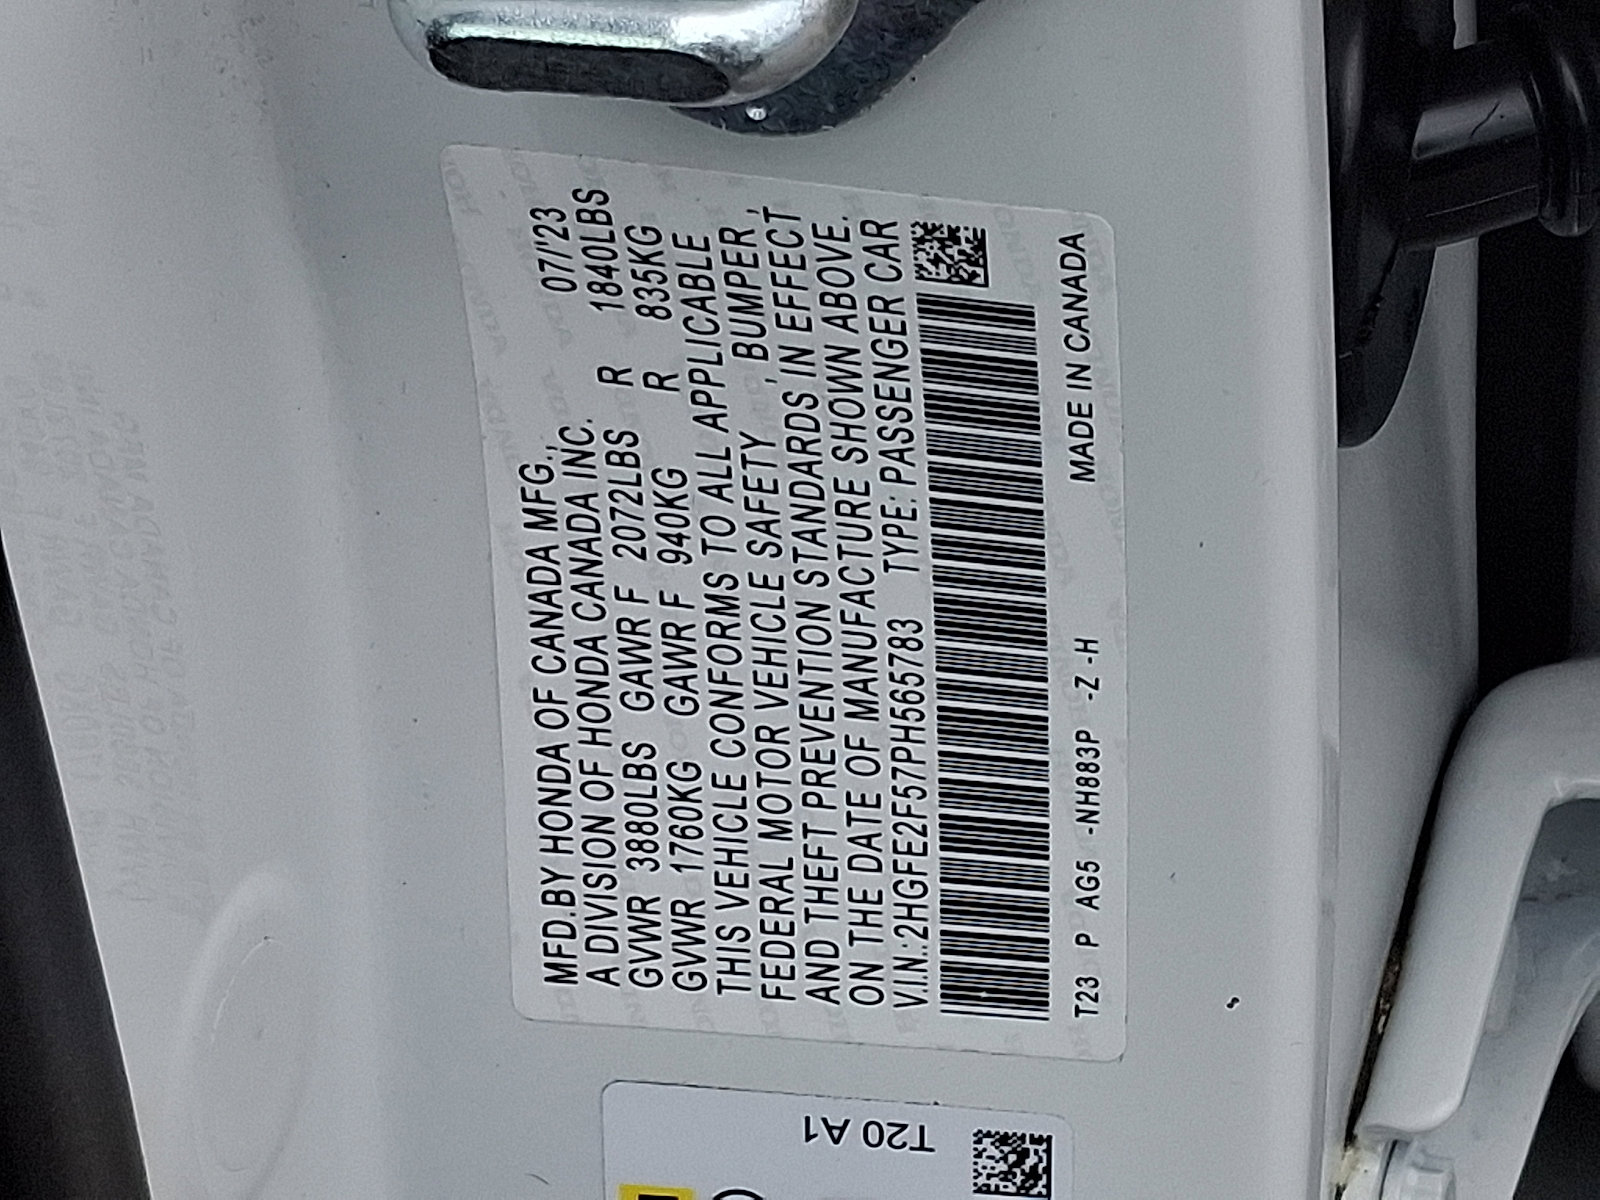 MFD.BY HONDA OF CANADA MFG., 07/'23
A DIVISION OF HONDA CANADA INC.
GVWR 3880LBS GAWR F 2072LBS R 1840LBS
GVWR 1760KG GAWR F 940KG R 835KG
THIS VEHICLE CONFORMS TO ALL APPLICABLE
FEDERAL MOTOR VEHICLE SAFETY , BUMPER ,
AND THEFT PREVENTION STANDARDS IN EFFECT
ON THE DATE OF MANUFACTURE SHOWN ABOVE.
V.I.N.:2HGFE2F57PH565783 TYPE: PASSENGER CAR
T23 P AG5 -NH883P -Z -H MADE IN CANADA
T20 A1